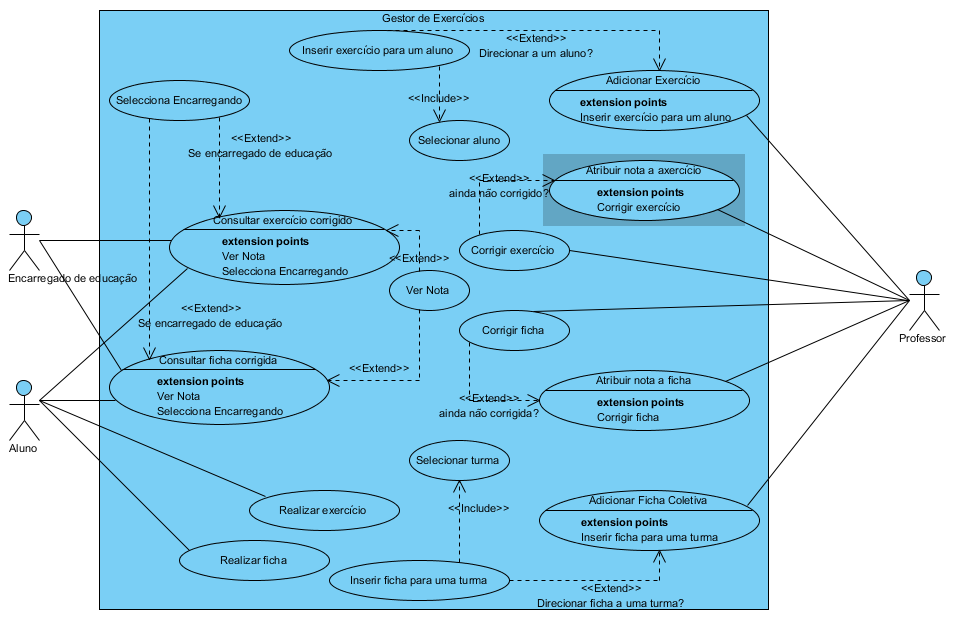 Gestor de Exercícios
Inserir exercício para um aluno
<<Extend>>
Direcionar a um aluno?
Adicionar Exercício
extension points
Inserir exercício para um aluno
Selecciona Encarregando
<<Include>>
Selecionar aluno
<<Extend>>
Se encarregado de educação
Atribuir nota a axercício
extension points
Corrigir exercício
<<Extend>>
ainda não corrigido?
Consultar exercício corrigido
extension points
Ver Nota
Selecciona Encarregando
Corrigir exercício
<<Extend>>
Encarregado de educação
Ver Nota
<<Extend>>
Se encarregado de educação
Corrigir ficha
Professor
Consultar ficha corrigida
extension points
Ver Nota
Selecciona Encarregando
<<Extend>>
Atribuir nota a ficha
extension points
Corrigir ficha
<<Extend>>
ainda não corrigida?
Aluno
Selecionar turma
<<Include>>
Realizar exercício
Adicionar Ficha Coletiva
extension points
Inserir ficha para uma turma
Realizar ficha
Inserir ficha para uma turma
<<Extend>>
Direcionar ficha a uma turma?